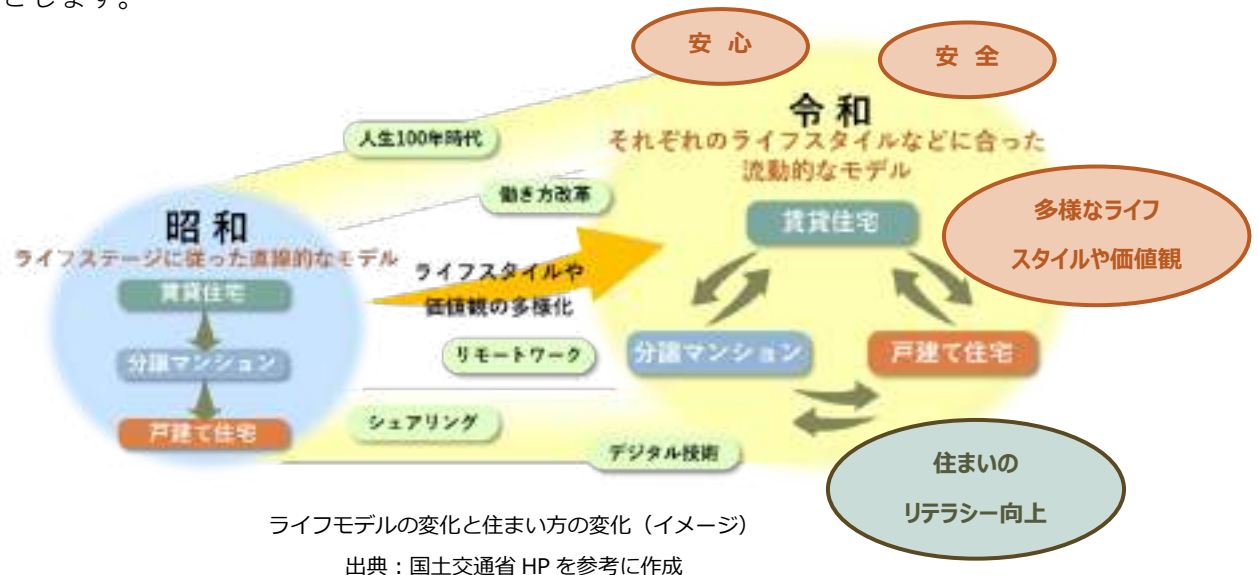 とします。
安 心
安 全
令和
それぞれのライフスタイルなどに合った
流動的なモデル
人生100年時代
働き方改革
賃貸住宅
多様なライフ
スタイルや価値観
昭和
ライフステージに従った直線的なモデル
賃貸住宅
分譲マンション
戸建て住宅
ライフスタイルや
価値観の多様化
リモートワーク
分譲マンション
戸建て住宅
シェアリング
デジタル技術
住まいの
リテラシー向上
ライフモデルの変化と住まい方の変化（イメージ）
出典：国土交通省 HP を参考に作成